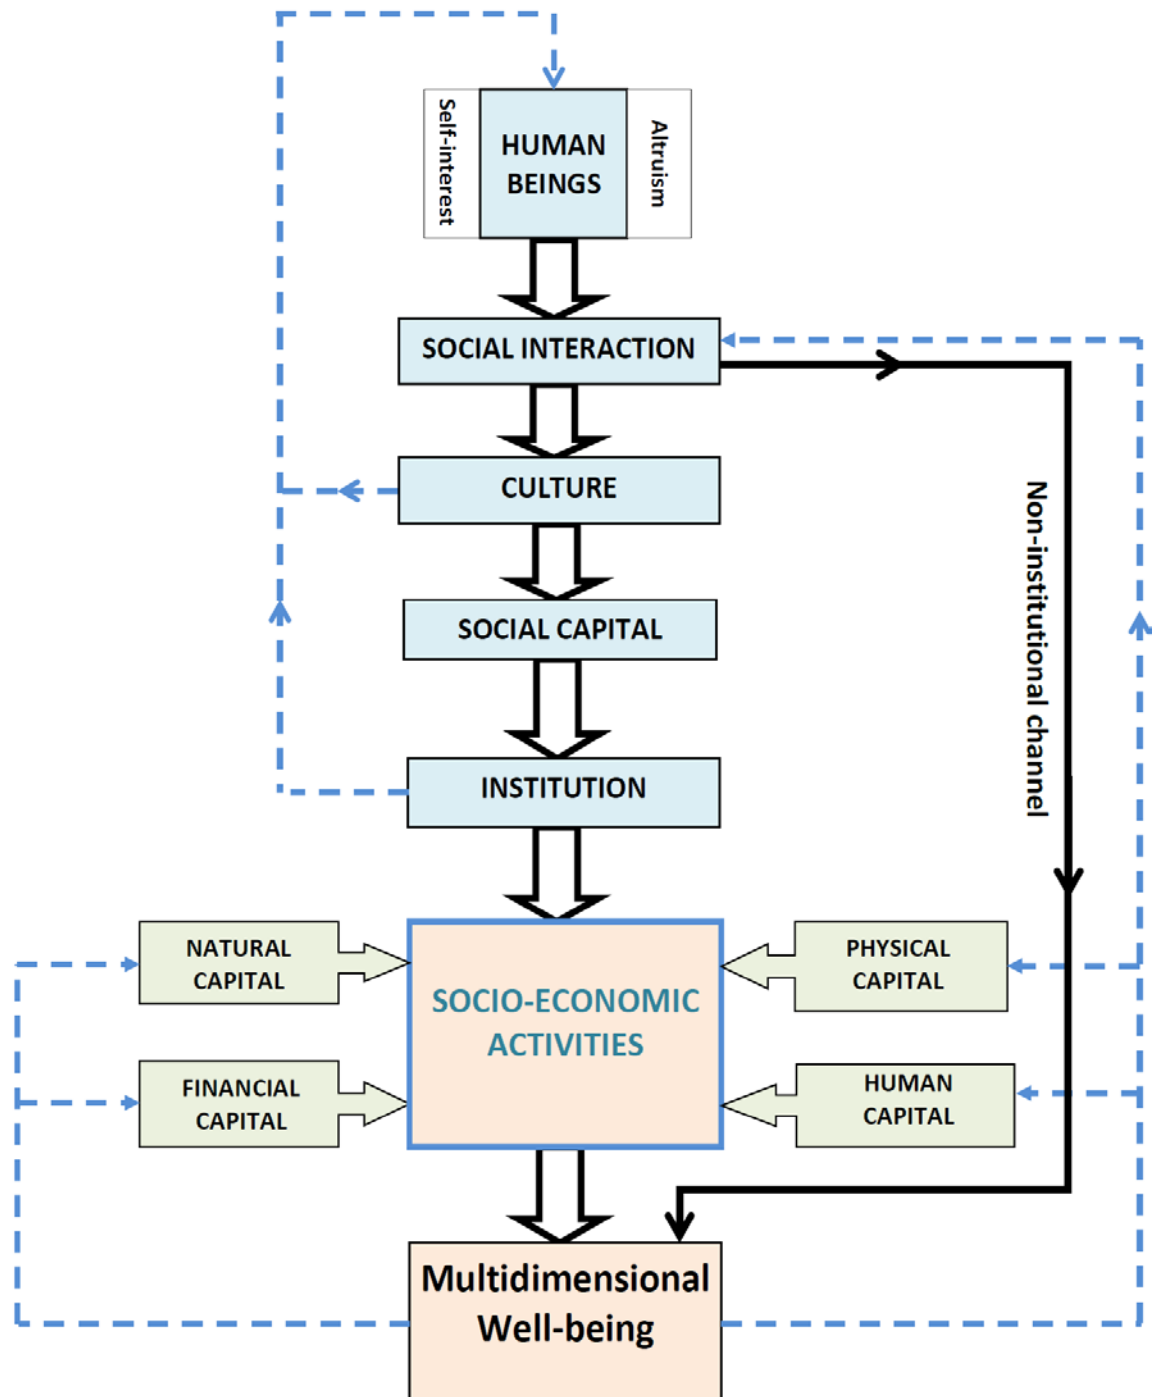 Self-interest
HUMAN
BEINGS
Altruism
SOCIAL INTERACTION
CULTURE
Non-institutional channel
SOCIAL CAPITAL
INSTITUTION
NATURAL
CAPITAL
SOCIO-ECONOMIC
ACTIVITIES
PHYSICAL
CAPITAL
FINANCIAL
CAPITAL
HUMAN
CAPITAL
Multidimensional
Well-being